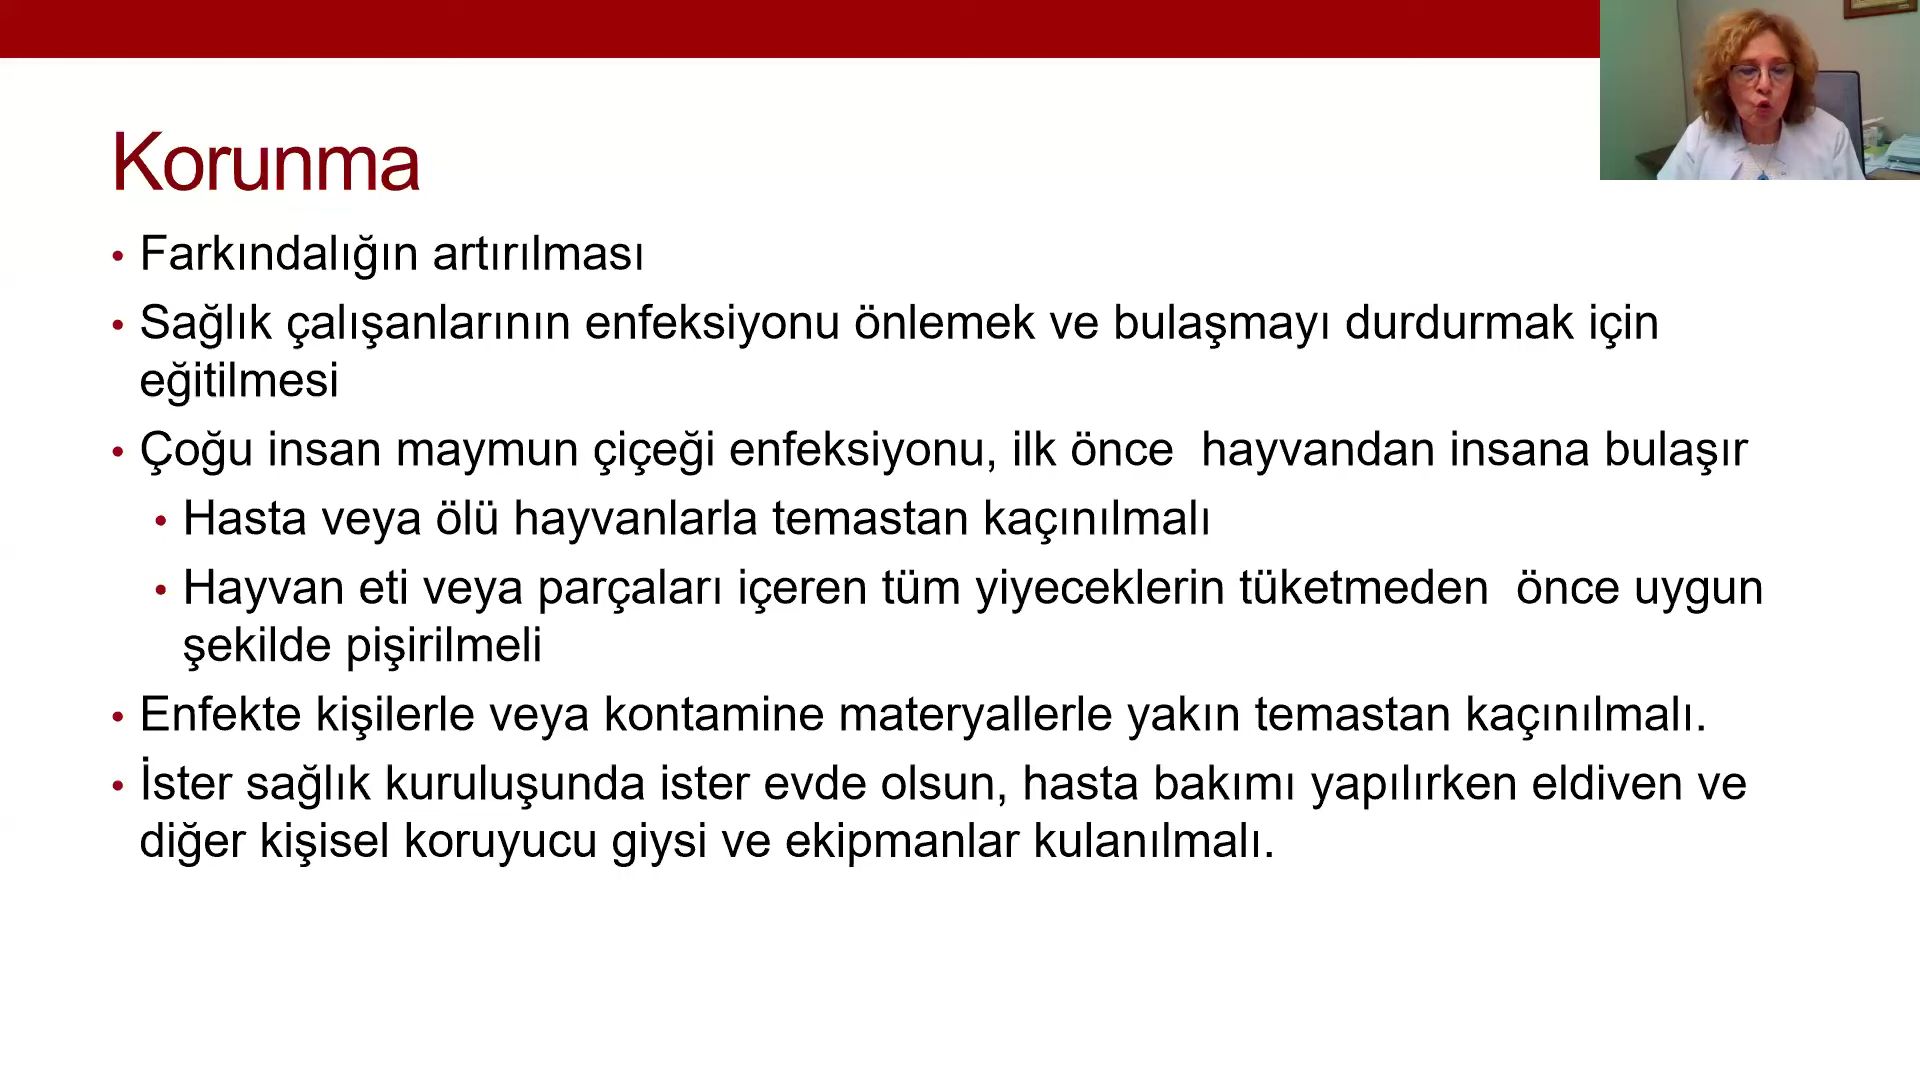 Korunma
• Farkındalığın artırılması
• Sağlık çalışanlarının enfeksiyonu önlemek ve bulaşmayı durdurmak için
eğitilmesi
• Çoğu insan maymun çiçeği enfeksiyonu, ilk önce  hayvandan insana bulaşır
• Hasta veya ölü hayvanlarla temastan kaçınılmalı
• Hayvan eti veya parçaları içeren tüm yiyeceklerin tüketmeden  önce uygun
şekilde pişirilmeli
• Enfekte kişilerle veya kontamine materyallerle yakın temastan kaçınılmalı.
• İster sağlık kuruluşunda ister evde olsun, hasta bakımı yapılırken eldiven ve
diğer kişisel koruyucu giysi ve ekipmanlar kulanılmalı.